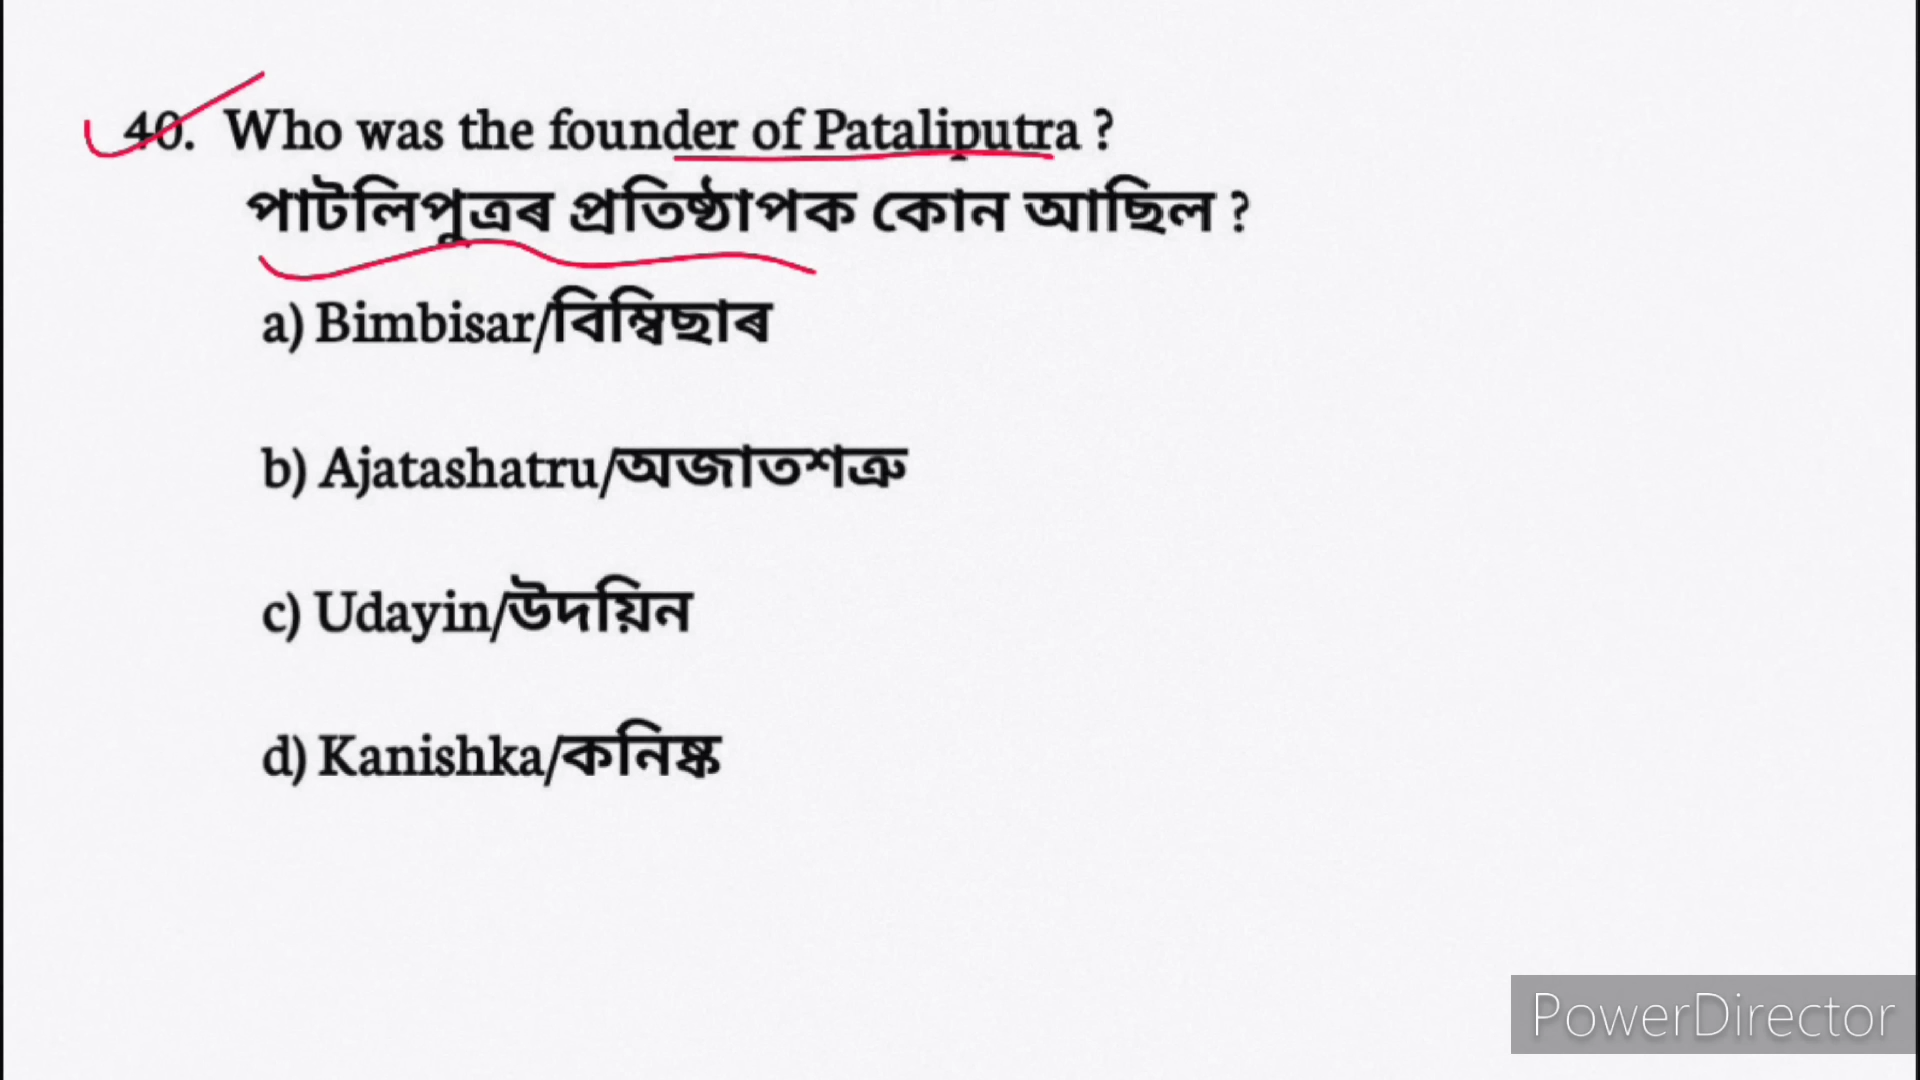 40. Who was the founder of Pataliputra ?
পাটলিপুত্ৰৰ প্ৰতিষ্ঠাপক কোন আছিল ?
a) Bimbisar/বিম্বিছাৰ
b) Ajatashatru/অজাতশত্ৰু
c) Udayin/উদয়িন
d) Kanishka/কনিষ্ক
PowerDirector